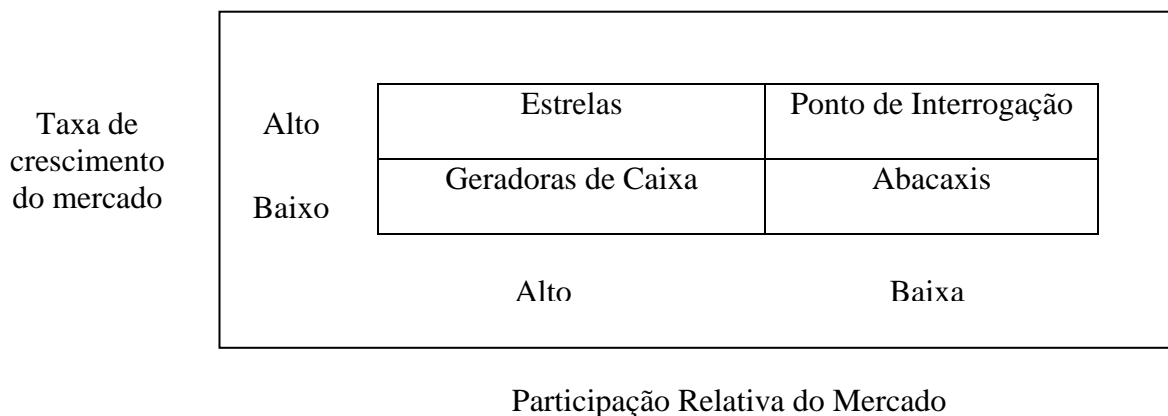 Estrelas
Ponto de Interrogação
Taxa de
crescimento
do mercado
Alto
Geradoras de Caixa
Abacaxis
Baixo
Alto
Baixa
Participação Relativa do Mercado